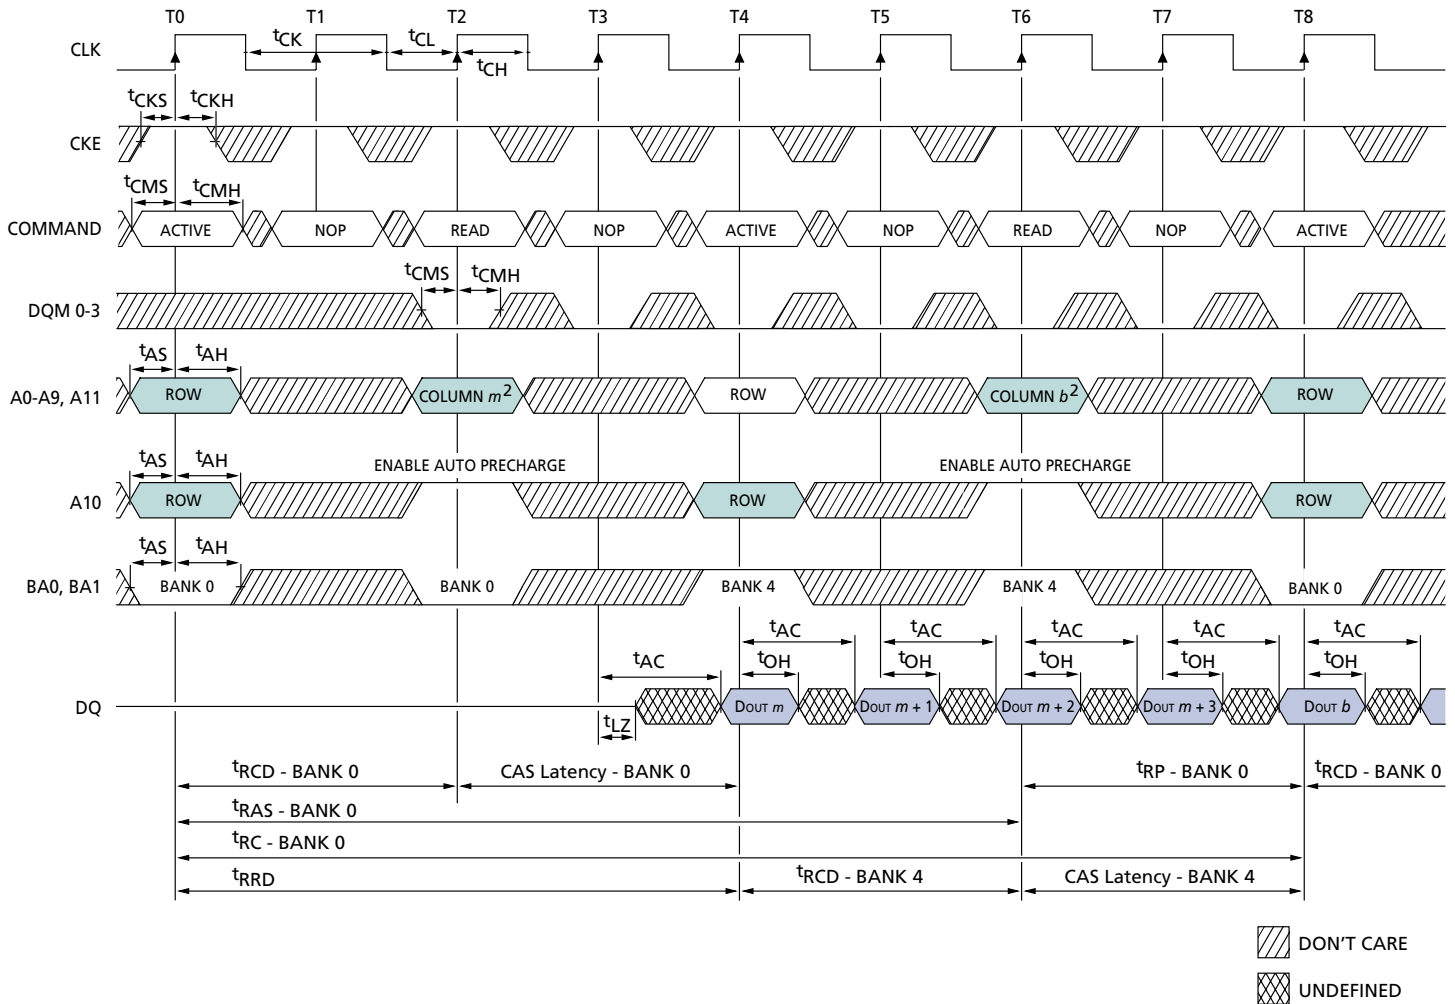 T0 T1 T2 T3 T4 T5 T6 T7 T8
CLK
tCK tCL
tCH
tCKS tCKH
CKE
tCMS tCMH
COMMAND ACTIVE NOP READ NOP ACTIVE NOP READ NOP ACTIVE
tCMS tCMH
DQM 0-3
tAS tAH
A0-A9, A11 ROW COLUMN m2 ROW COLUMN b2 ROW
tAS tAH ENABLE AUTO PRECHARGE ENABLE AUTO PRECHARGE
A10 ROW ROW ROW
tAS tAH
BA0, BA1 BANK 0 BANK 0 BANK 4 BANK 4 BANK 0
tAC tAC tAC tAC tAC
tAC tOH tOH tOH tOH tOH
DQ DOUT m DOUT m + 1 DOUT m + 2 DOUT m + 3 DOUT b
tLZ
tRCD - BANK 0 CAS Latency - BANK 0 tRP - BANK 0 tRCD - BANK 0
tRAS - BANK 0
tRC - BANK 0
tRRD tRCD - BANK 4 CAS Latency - BANK 4
DON'T CARE
UNDEFINED